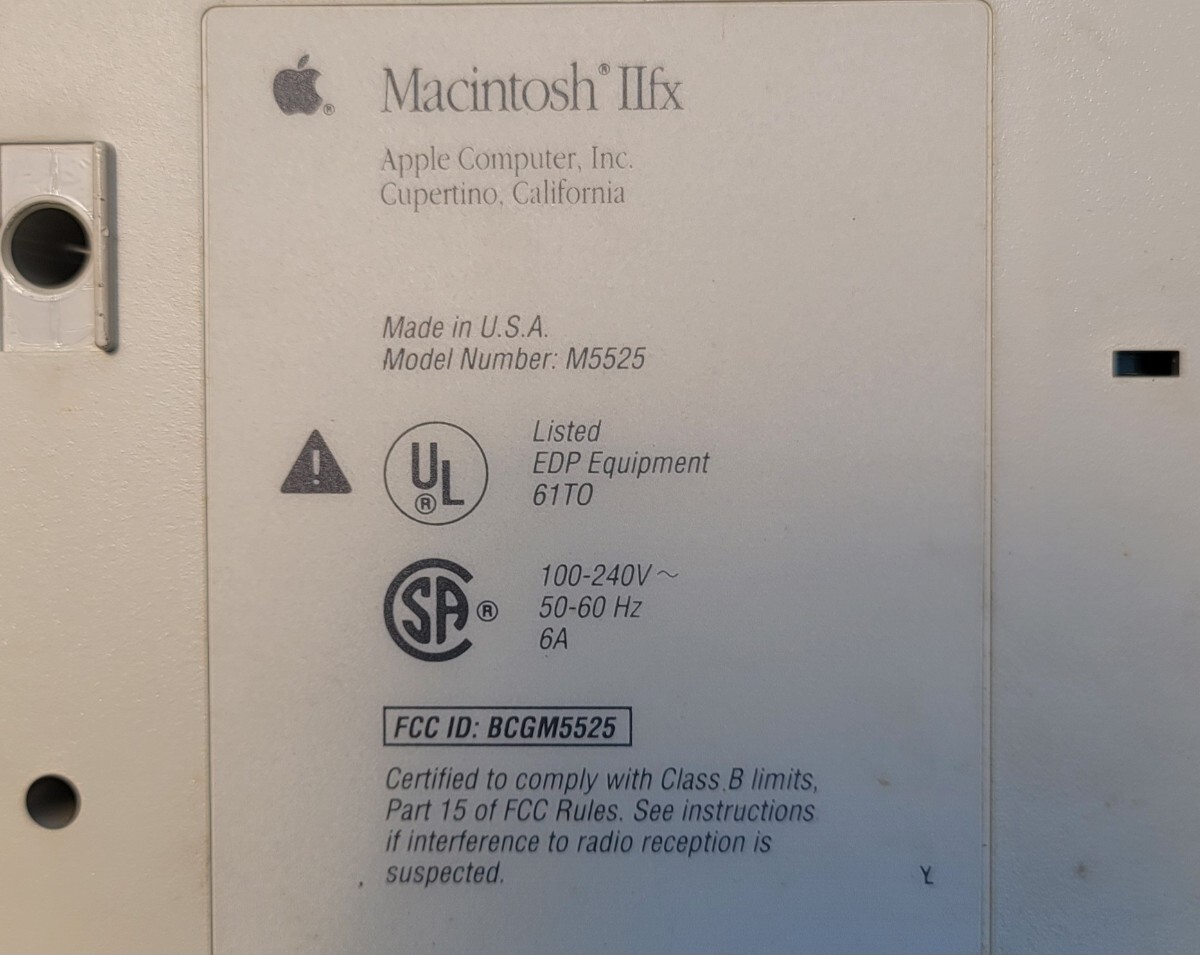 Macintosh® IIfx
Apple Computer, Inc.
Cupertino, California
Made in U.S.A.
Model Number: M5525
UL®
Listed
EDP Equipment
61TO
SA®
100-240V ~
50-60 Hz
6A
FCC ID: BCGM5525
Certified to comply with Class B limits,
Part 15 of FCC Rules. See instructions
if interference to radio reception is
suspected.